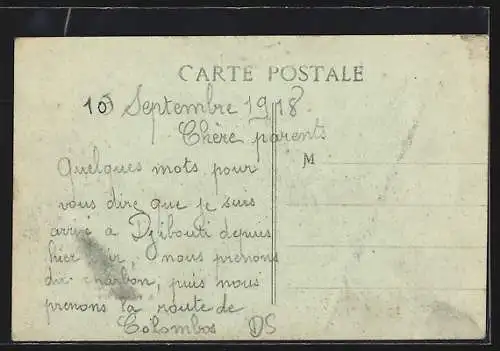 CARTE POSTALE
10 Septembre 1918.
Chère parents
M
Quelques mots pour
vous dire que je suis
arrivé a Djibouti depuis
hier soir, nous prenons
du charbon, puis nous
prenons la route de
Colombos DS